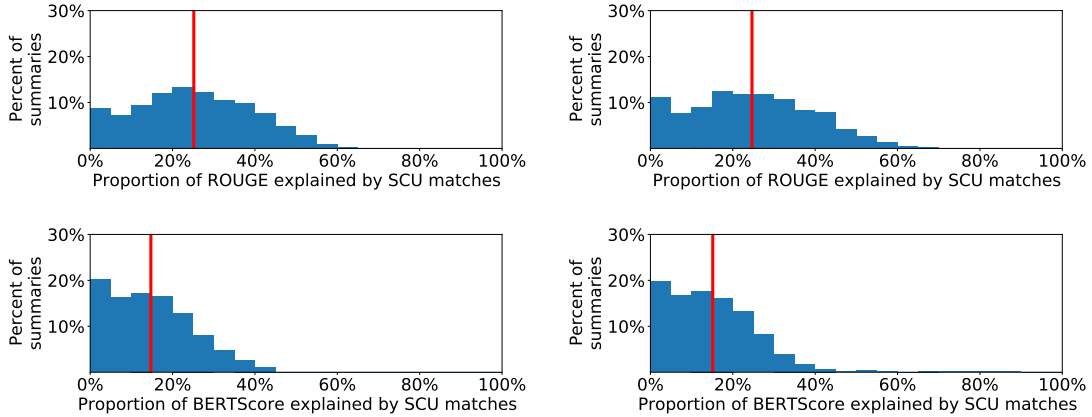 30%
20%
10%
Percent of
summaries
0% 20% 40% 60% 80% 100%
Proportion of ROUGE explained by SCU matches
30%
20%
10%
Percent of
summaries
0% 20% 40% 60% 80% 100%
Proportion of ROUGE explained by SCU matches
30%
20%
10%
Percent of
summaries
0% 20% 40% 60% 80% 100%
Proportion of BERTScore explained by SCU matches
30%
20%
10%
Percent of
summaries
0% 20% 40% 60% 80% 100%
Proportion of BERTScore explained by SCU matches